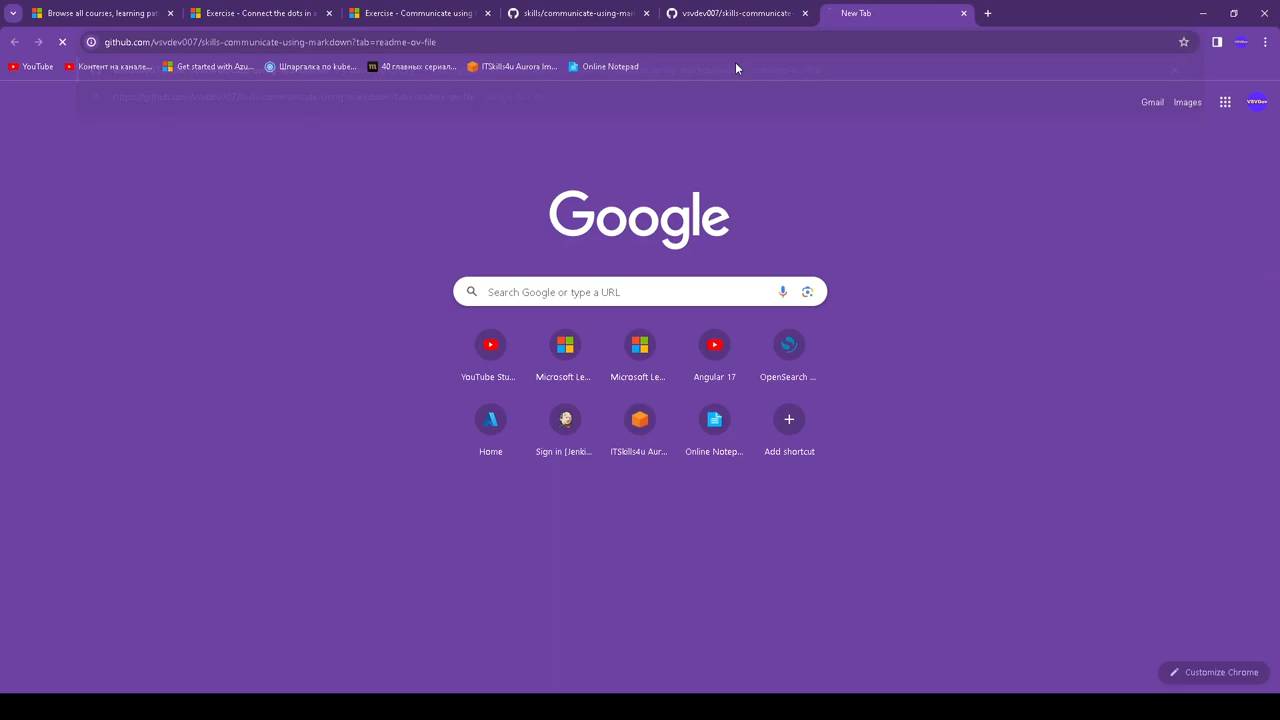 Browse all courses, learning pat
Exercise - Connect the dots in a
Exercise - Communicate using M
skills/communicate-using-mar
vsvdev007/skills-communicate
New Tab
github.com/vsvdev007/skills-communicate-using-markdown?tab=readme-ov-file
YouTube
Контент на канале...
Get started with Azu...
Шпаргалка по kube...
40 главных сериал...
ITSkills4u Aurora Im...
Online Notepad
Gmail
Images
VSVDev
Google
Search Google or type a URL
YouTube Stu...
Microsoft Le...
Microsoft Le...
Angular 17
OpenSearch ...
Home
Sign in [Jenki...
ITSkills4u Aur...
Online Notep...
Add shortcut
Customize Chrome